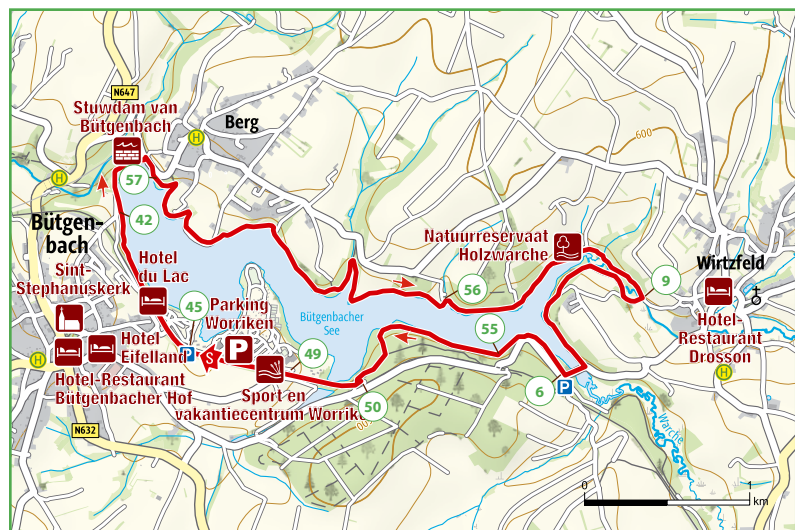 N647
Stuwdam van
Bütgenbach
Berg
H
H
57
42
600
Bütgen-
bach
Natuurreservaat
Holzwarche
Hotel
du Lac
Sint-
Stephanuskerk
9
Wirtzfeld
56
45
Parking
Worriken
Bütgenbacher
See
55
Hotel-
Restaurant
Drosson
Hotel
Eifelland
P
S
P
49
H
H
Hotel-Restaurant
Bütgenbacher Hof
Sport en
vakantiecentrum Worrike
6
P
50
00
Warche
N632
0
1
km